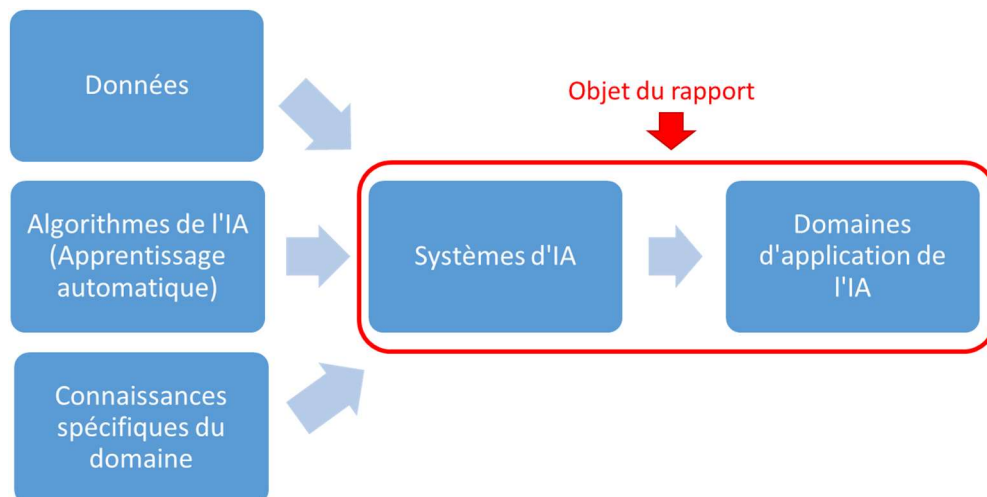 Données
Objet du rapport
Algorithmes de l'IA
(Apprentissage
automatique)
Systèmes d'IA
Domaines
d'application de
l'IA
Connaissances
spécifiques du
domaine